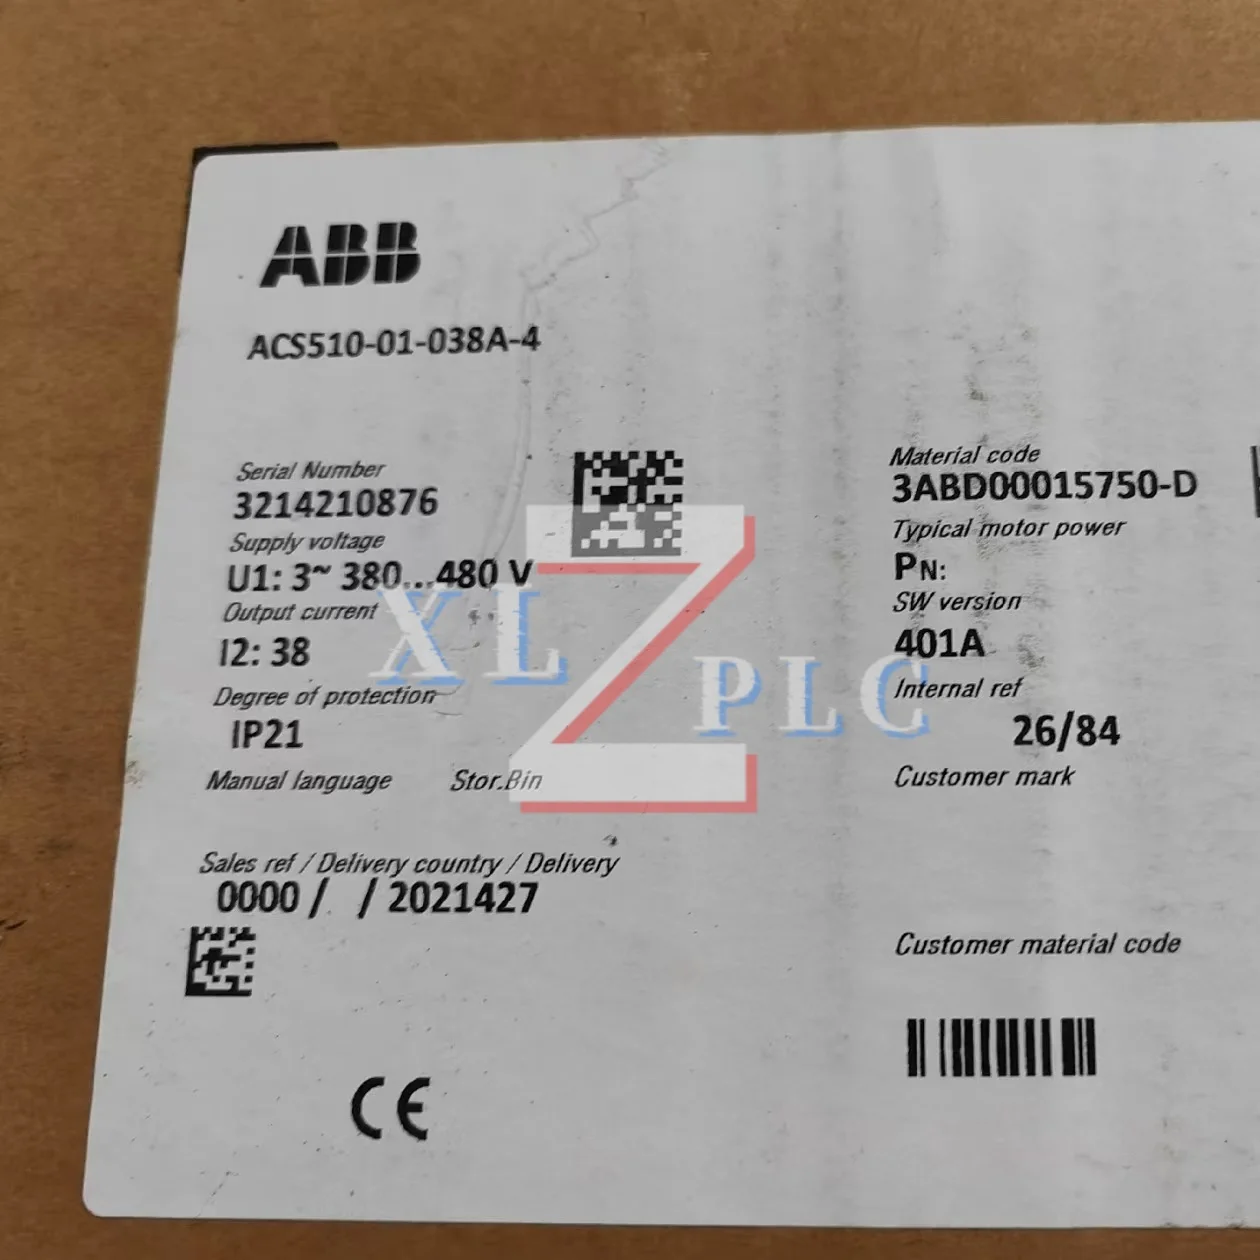 ABB
ACS510-01-038A-4
Serial Number
3214210876
Supply voltage
U1: 3~ 380...480 V
Output current
I2: 38
Degree of protection
IP21
Manual language Stor.Bin
Sales ref / Delivery country / Delivery
0000 / / 2021427
CE
Material code
3ABD00015750-D
Typical motor power
PN:
SW version
401A
Internal ref
26/84
Customer mark
Customer material code
XL Z PLC